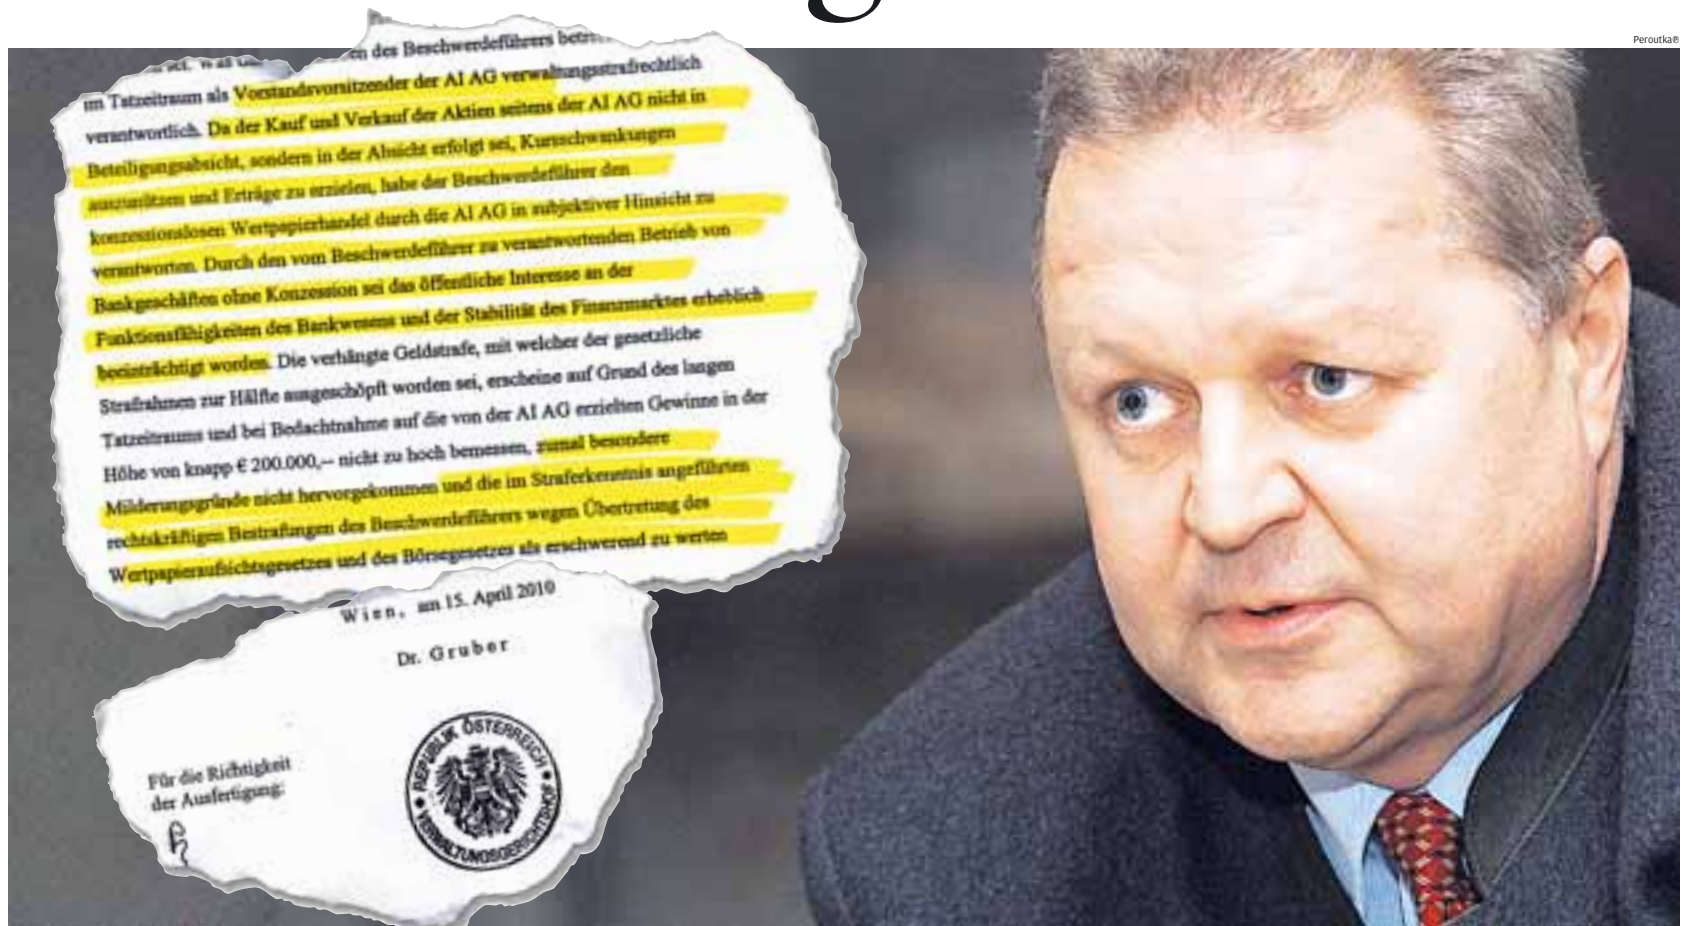 g
Peroutka®
en des Beschwerdeführers
im Tatzeitraum als Vorstandsvorsitzender der AI AG verwaltungsstrafrechtlich
verantwortlich. Da der Kauf und Verkauf der Aktien seitens der AI AG nicht in
Beteiligungsabsicht, sondern in der Absicht erfolgt sei, Kursschwankungen
auszunützen und Erträge zu erzielen, habe der Beschwerdeführer den
konzessionslosen Wertpapierhandel durch die AI AG in subjektiver Hinsicht zu
verantworten. Durch den vom Beschwerdeführer zu verantwortenden Betrieb von
Bankgeschäften ohne Konzession sei das öffentliche Interesse an der
Funktionsfähigkeiten des Bankwesens und der Stabilität des Finanzmarktes erheblich
beeinträchtigt worden. Die verhängte Geldstrafe, mit welcher der gesetzliche
Strafrahmen zur Hälfte ausgeschöpft worden sei, erscheine auf Grund des langen
Tatzeitraums und bei Bedachtnahme auf die von der AI AG erzielten Gewinne in der
Höhe von knapp € 200.000,-- nicht zu hoch bemessen, zumal besondere
Milderungsgründe nicht hervorgekommen und die im Straferkenntnis angeführten
rechtskräftigen Bestrafungen des Beschwerdeführers wegen Übertretung des
Wertpapieraufsichtsgesetzes und des Börsegesetzes als erschwerend zu werten
Wien, am 15. April 2010
Dr. Gruber
Für die Richtigkeit
der Ausfertigung:
REPUBLIK ÖSTERREICH
VERWALTUNGSGERICHTSHOF